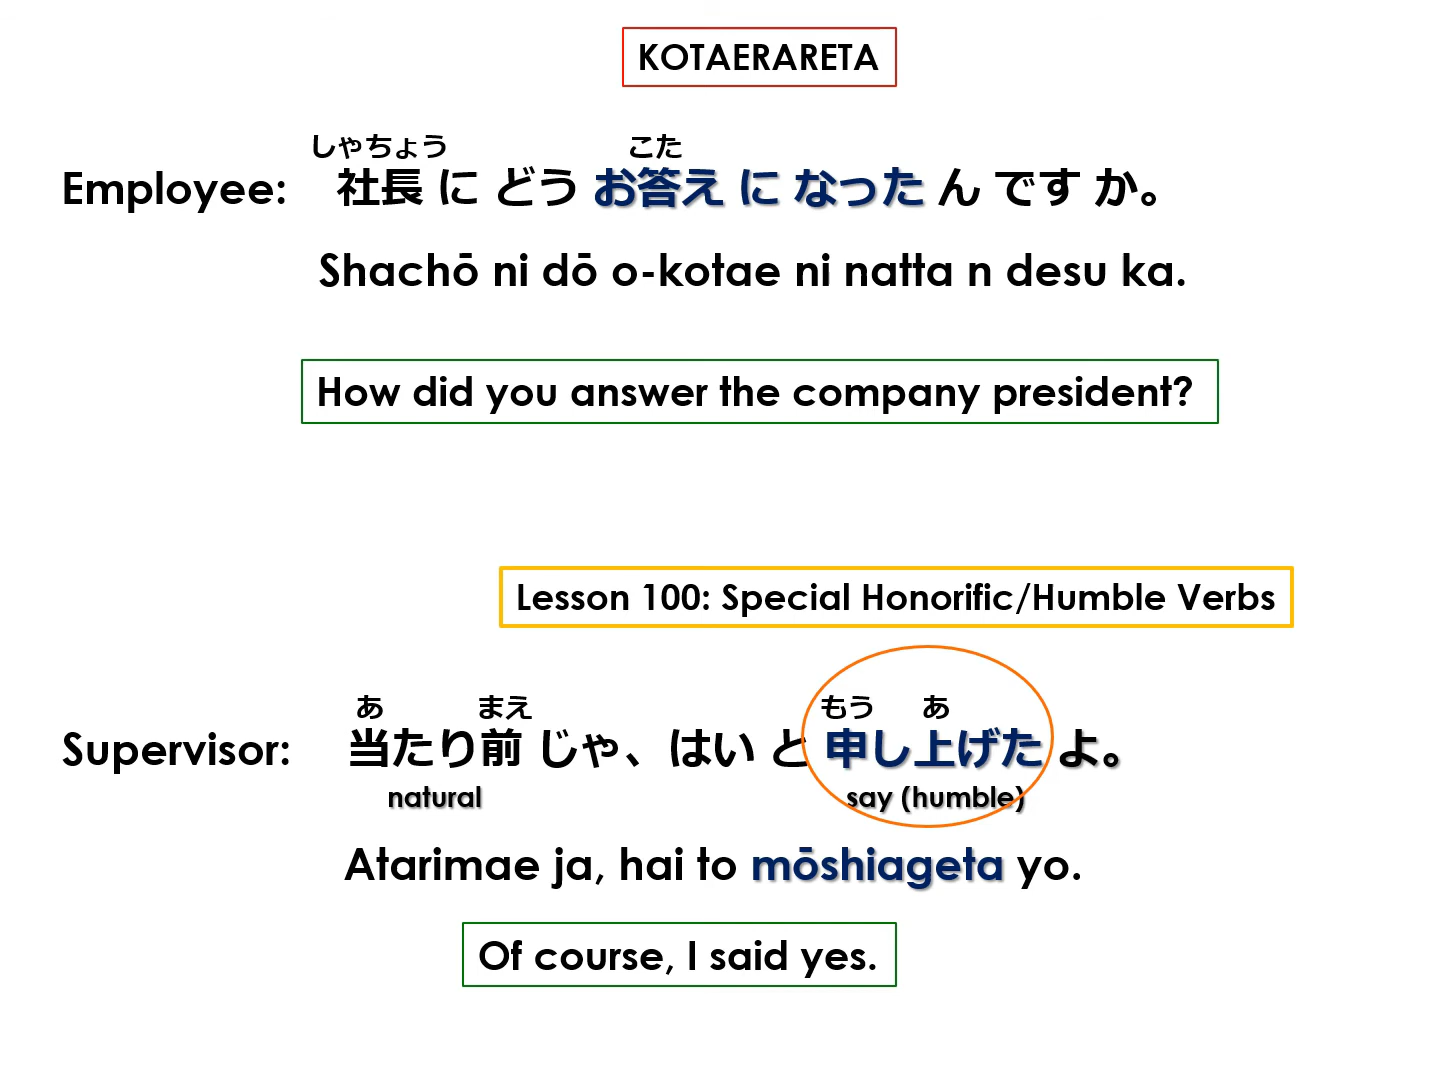 KOTAERARETA
しゃちょう こた
Employee: 社長 に どう お答え に なった ん です か。
Shachō ni dō o-kotae ni natta n desu ka.
How did you answer the company president?
Lesson 100: Special Honorific/Humble Verbs
あ まえ もう あ
Supervisor: 当たり前 じゃ、はい と 申し上げた よ。
natural say (humble)
Atarimae ja, hai to mōshiageta yo.
Of course, I said yes.